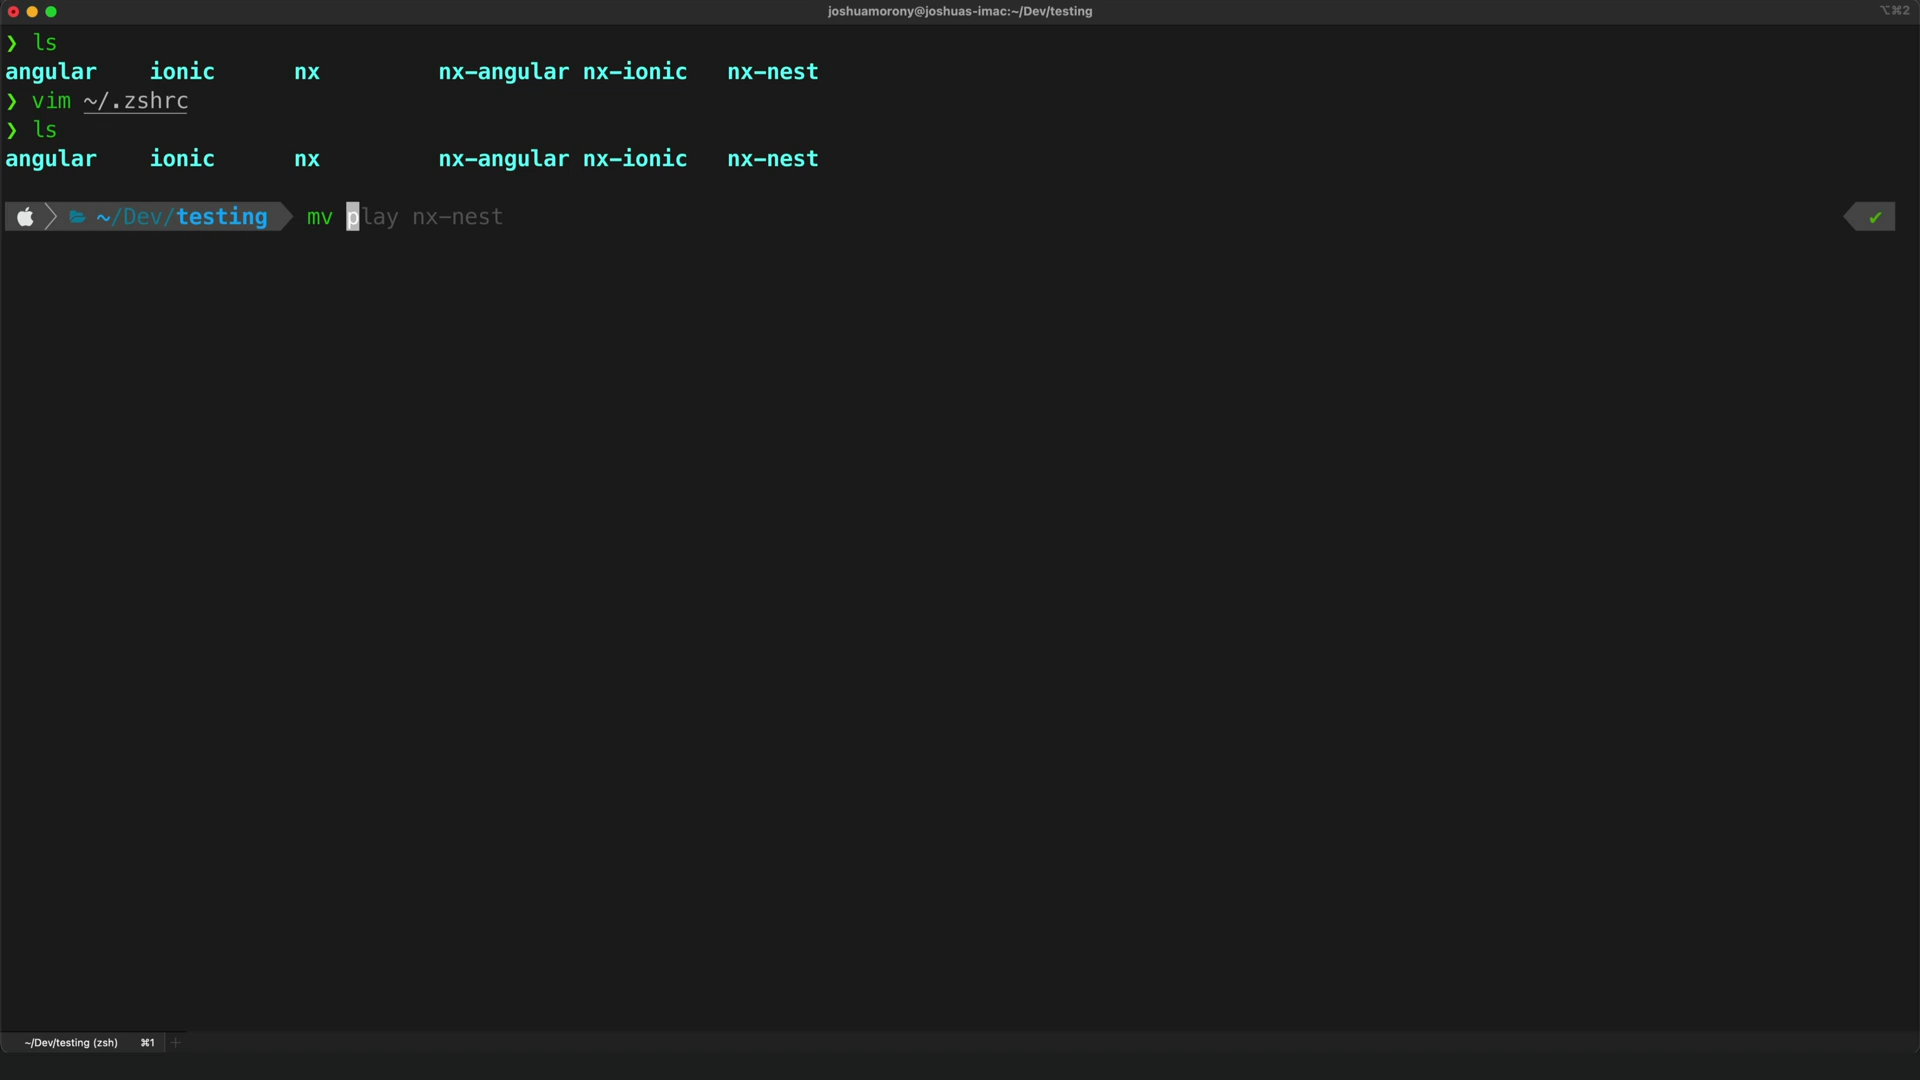 joshuamorony@joshuas-imac:~/Dev/testing
⌥⌘2
❯ ls
angular ionic nx nx-angular nx-ionic nx-nest
❯ vim ~/.zshrc
❯ ls
angular ionic nx nx-angular nx-ionic nx-nest
~/Dev/testing mv play nx-nest ✔
~/Dev/testing (zsh) ⌘1 +